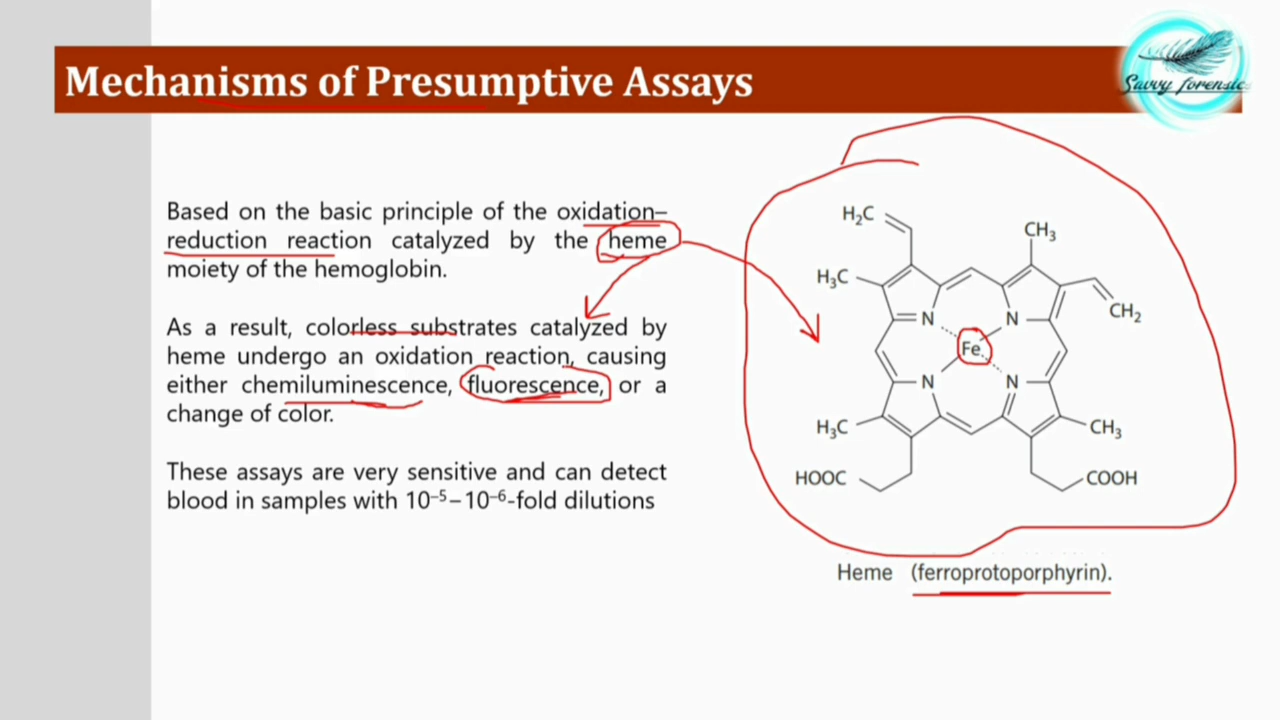 Mechanisms of Presumptive Assays
Savvy forensics
Based on the basic principle of the oxidation–
reduction reaction catalyzed by the heme
moiety of the hemoglobin.
As a result, colorless substrates catalyzed by
heme undergo an oxidation reaction, causing
either chemiluminescence, fluorescence, or a
change of color.
These assays are very sensitive and can detect
blood in samples with 10⁻⁵–10⁻⁶-fold dilutions
H₂C
CH₃
H₃C
CH₂
N N
Fe
N N
H₃C
CH₃
HOOC
COOH
Heme (ferroprotoporphyrin).